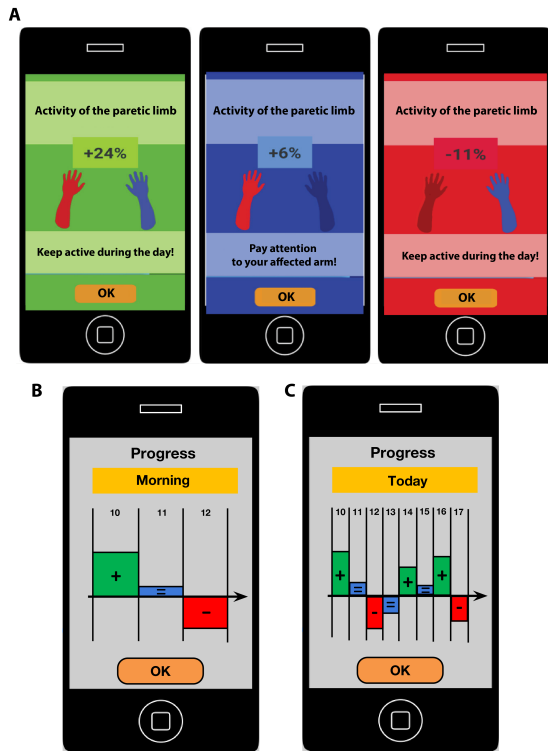 A
Activity of the paretic limb
+24%
Keep active during the day!
OK
Activity of the paretic limb
+6%
Pay attention
to your affected arm!
OK
Activity of the paretic limb
-11%
Keep active during the day!
OK
B
Progress
Morning
10 11 12
+ = -
OK
C
Progress
Today
10 11 12 13 14 15 16 17
+ = - = + = + -
OK